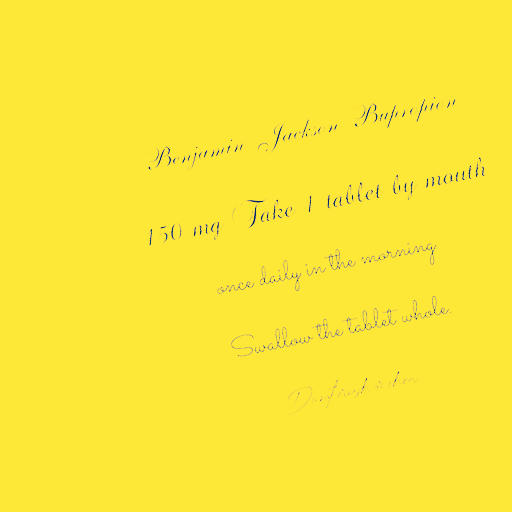 Benjamin Jackson Bupropion
150 mg Take 1 tablet by mouth
once daily in the morning
Swallow the tablet whole.